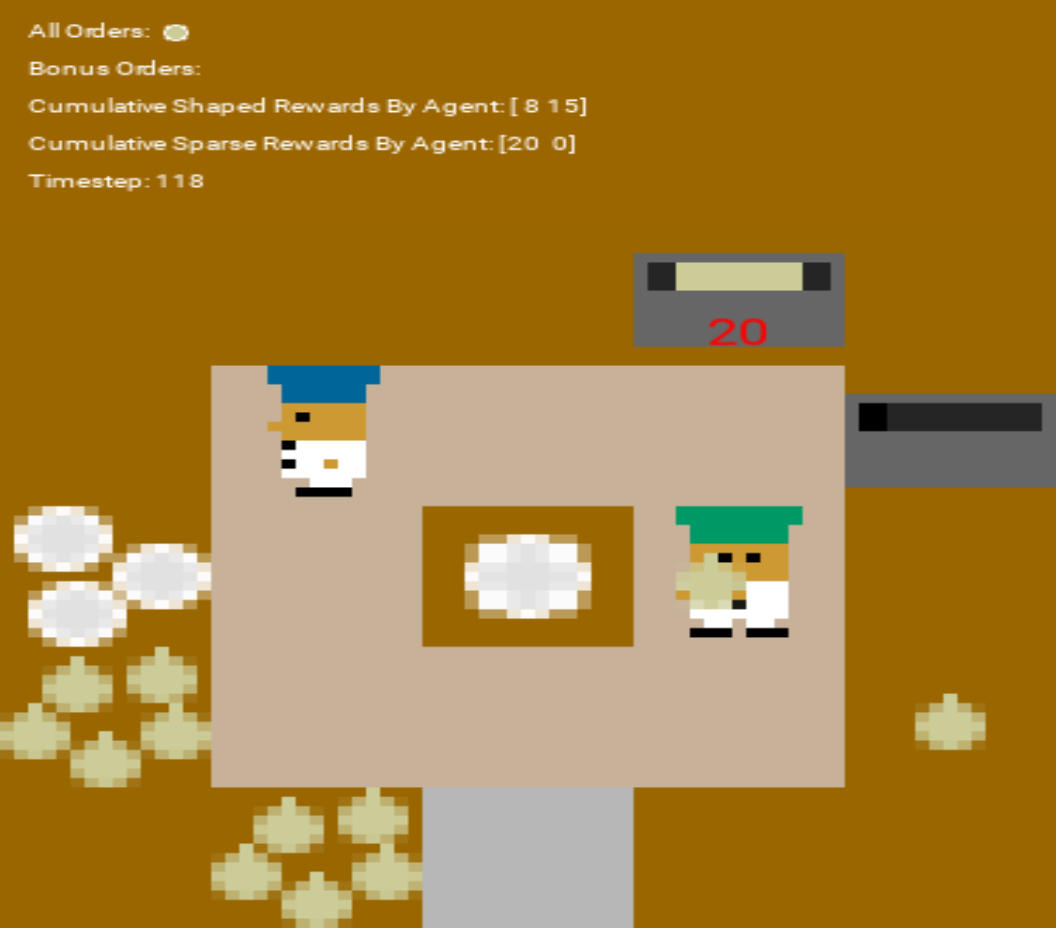 All Orders:
Bonus Orders:
Cumulative Shaped Rewards By Agent: [ 8 15]
Cumulative Sparse Rewards By Agent: [20  0]
Timestep: 118
20